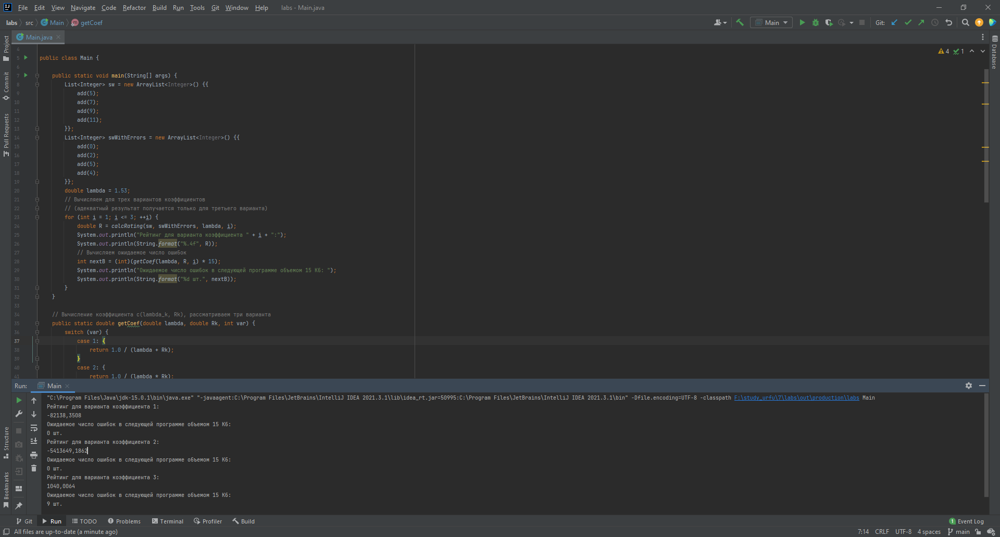 File Edit View Navigate Code Refactor Build Run Tools Git Window Help labs - Main.java
labs src Main getCoef Main Git:
Main.java
4
5 public class Main {
6
7 public static void main(String[] args) {
8 List<Integer> sw = new ArrayList<Integer>() {{
9 add(5);
10 add(7);
11 add(9);
12 add(11);
13 }};
14 List<Integer> swWithErrors = new ArrayList<Integer>() {{
15 add(0);
16 add(2);
17 add(5);
18 add(4);
19 }};
20 double lambda = 1.53;
21 // Вычисляем для трех вариантов коэффициентов
22 // (адекватный результат получается только для третьего варианта)
23 for (int i = 1; i <= 3; ++i) {
24 double R = calcRating(sw, swWithErrors, lambda, i);
25 System.out.println("Рейтинг для варианта коэффициента " + i + ":");
26 System.out.println(String.format("%.4f", R));
27 // Вычисляем ожидаемое число ошибок
28 int nextB = (int)(getCoef(lambda, R, i) * 15);
29 System.out.println("Ожидаемое число ошибок в следующей программе объемом 15 Кб: ");
30 System.out.println(String.format("%d шт.", nextB));
31 }
32 }
33
34 // Вычисление коэффициента c(lambda_k, Rk), рассматриваем три варианта
35 public static double getCoef(double lambda, double Rk, int var) {
36 switch (var) {
37 case 1: {
38 return 1.0 / (lambda + Rk);
39 }
40 case 2: {
41 return 1.0 / (lambda * Rk);
4 1
Project
Commit
Pull Requests
Structure
Bookmarks
Database
Run: Main
"C:\Program Files\Java\jdk-15.0.1\bin\java.exe" "-javaagent:C:\Program Files\JetBrains\IntelliJ IDEA 2021.3.1\lib\idea_rt.jar=50995:C:\Program Files\JetBrains\IntelliJ IDEA 2021.3.1\bin" -Dfile.encoding=UTF-8 -classpath F:\study_urfu\7\labs\out\production\labs Main
Рейтинг для варианта коэффициента 1:
-82138,3508
Ожидаемое число ошибок в следующей программе объемом 15 Кб:
0 шт.
Рейтинг для варианта коэффициента 2:
-5413649,1862
Ожидаемое число ошибок в следующей программе объемом 15 Кб:
0 шт.
Рейтинг для варианта коэффициента 3:
1040,0064
Ожидаемое число ошибок в следующей программе объемом 15 Кб:
9 шт.
Git Run TODO Problems Terminal Profiler Build 1 Event Log
All files are up-to-date (a minute ago) 7:14 CRLF UTF-8 4 spaces main